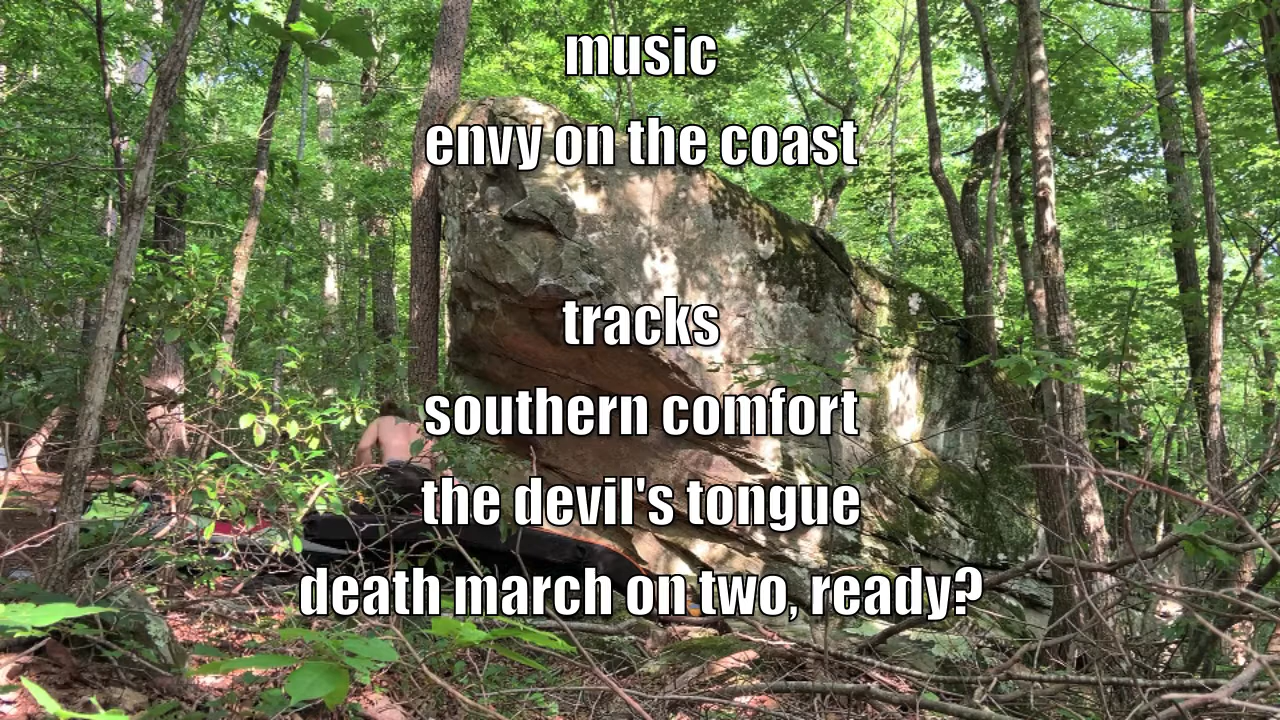 music
envy on the coast
tracks
southern comfort
the devil's tongue
death march on two, ready?